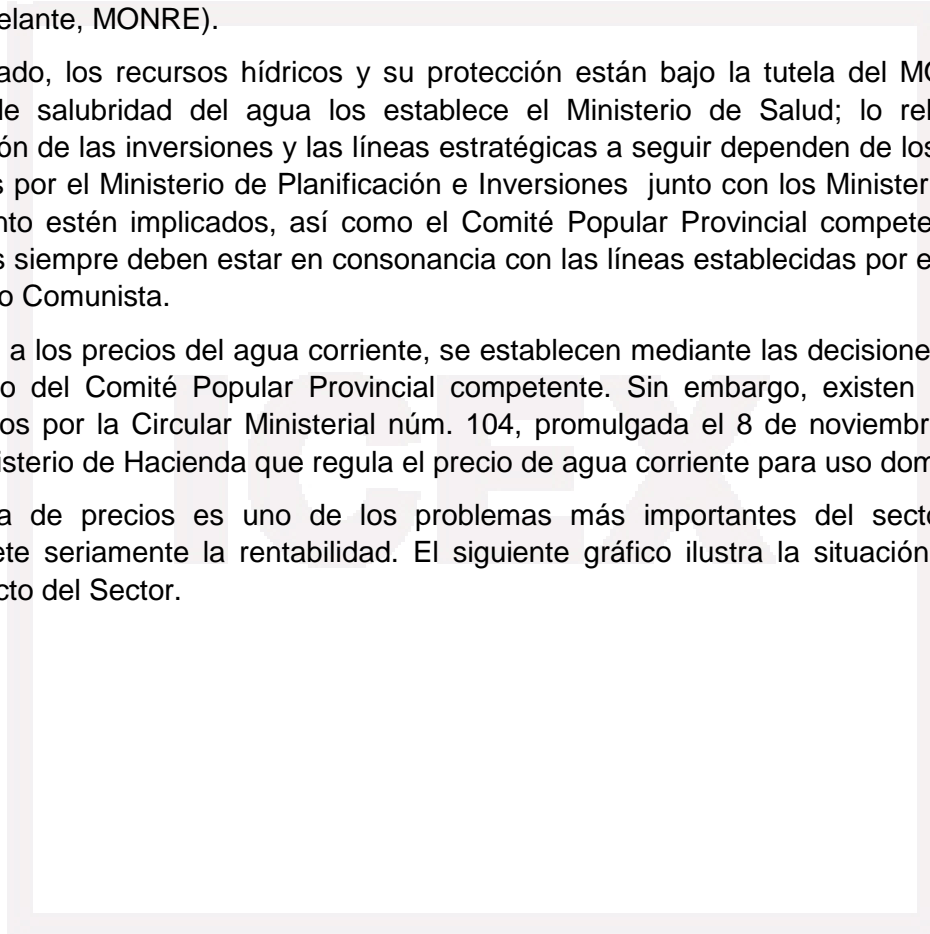 elante, MONRE).
ado, los recursos hídricos y su protección están bajo la tutela del MO
de salubridad del agua los establece el Ministerio de Salud; lo rel
ón de las inversiones y las líneas estratégicas a seguir dependen de los
s por el Ministerio de Planificación e Inversiones junto con los Minister
nto estén implicados, así como el Comité Popular Provincial compete
s siempre deben estar en consonancia con las líneas establecidas por e
o Comunista.
a los precios del agua corriente, se establecen mediante las decisione
o del Comité Popular Provincial competente. Sin embargo, existen
os por la Circular Ministerial núm. 104, promulgada el 8 de noviembr
isterio de Hacienda que regula el precio de agua corriente para uso dom
a de precios es uno de los problemas más importantes del secto
ete seriamente la rentabilidad. El siguiente gráfico ilustra la situación
cto del Sector.
ICEX